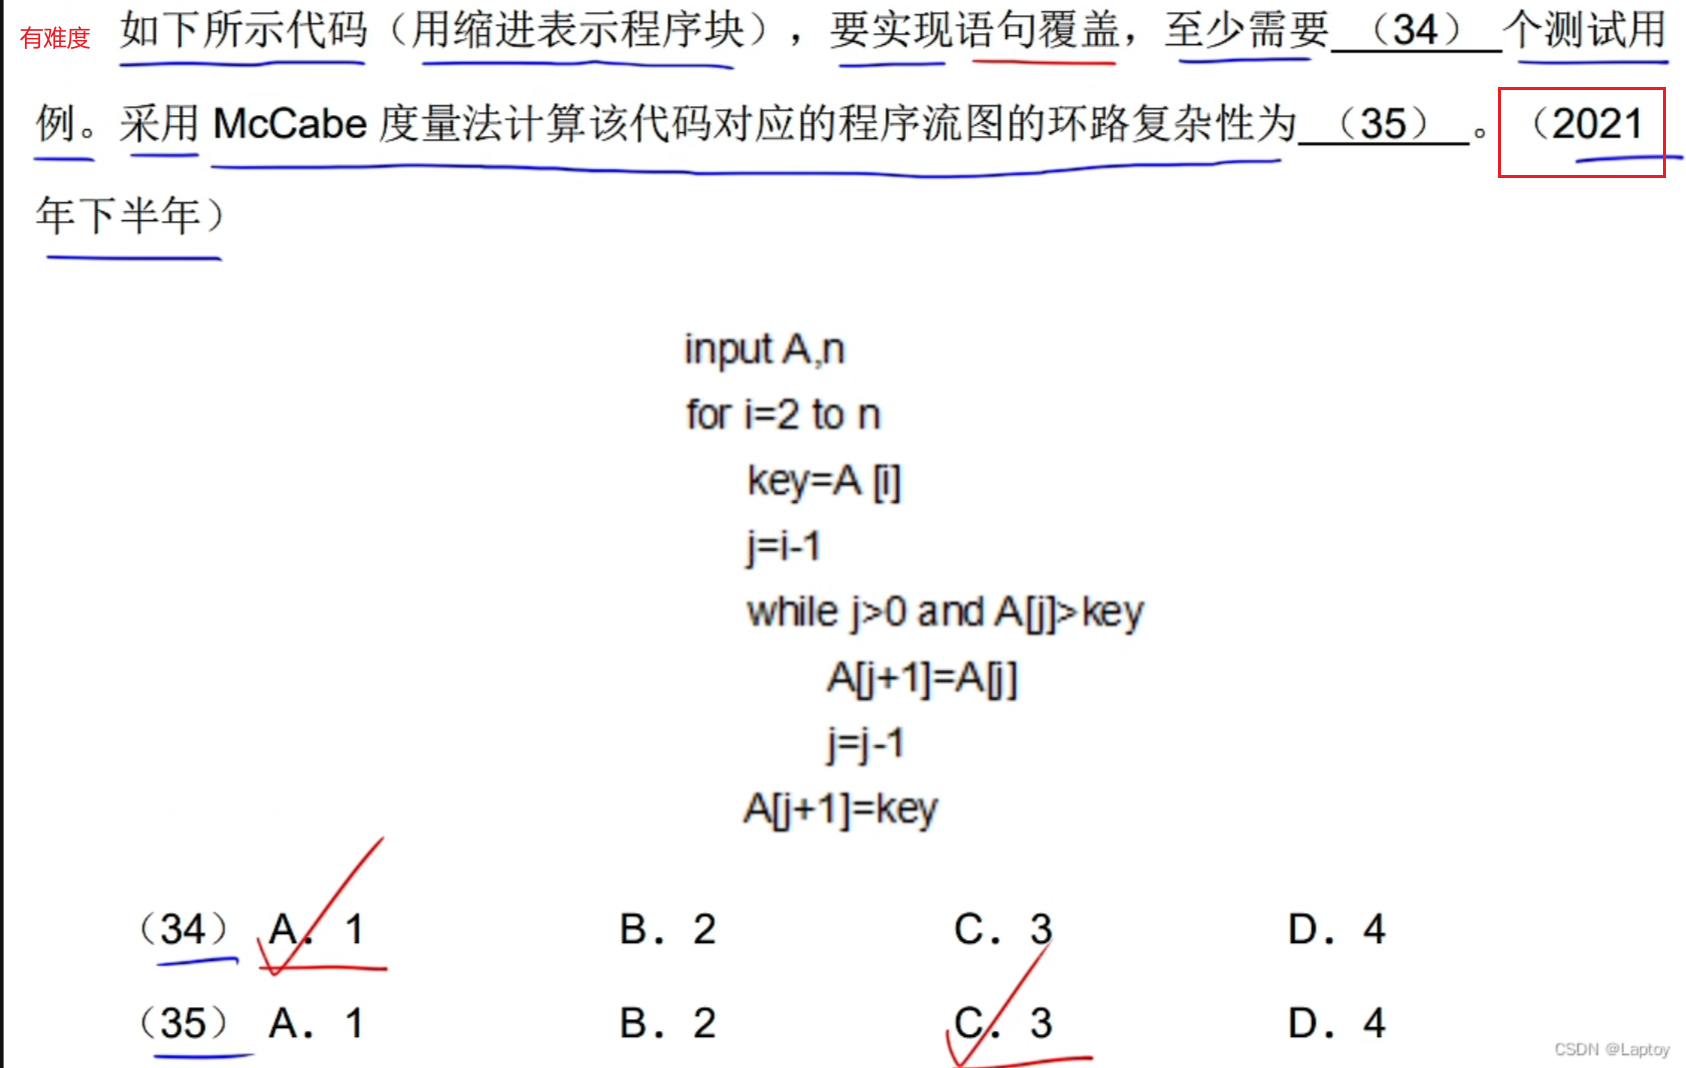 有难度
如下所示代码（用缩进表示程序块），要实现语句覆盖，至少需要（34）个测试用
例。采用 McCabe 度量法计算该代码对应的程序流图的环路复杂性为（35）。（2021
年下半年）
input A,n
for i=2 to n
key=A [i]
j=i-1
while j>0 and A[j]>key
A[j+1]=A[j]
j=j-1
A[j+1]=key
（34） A．1 B．2 C．3 D．4
（35） A．1 B．2 C．3 D．4
CSDN @Laptoy